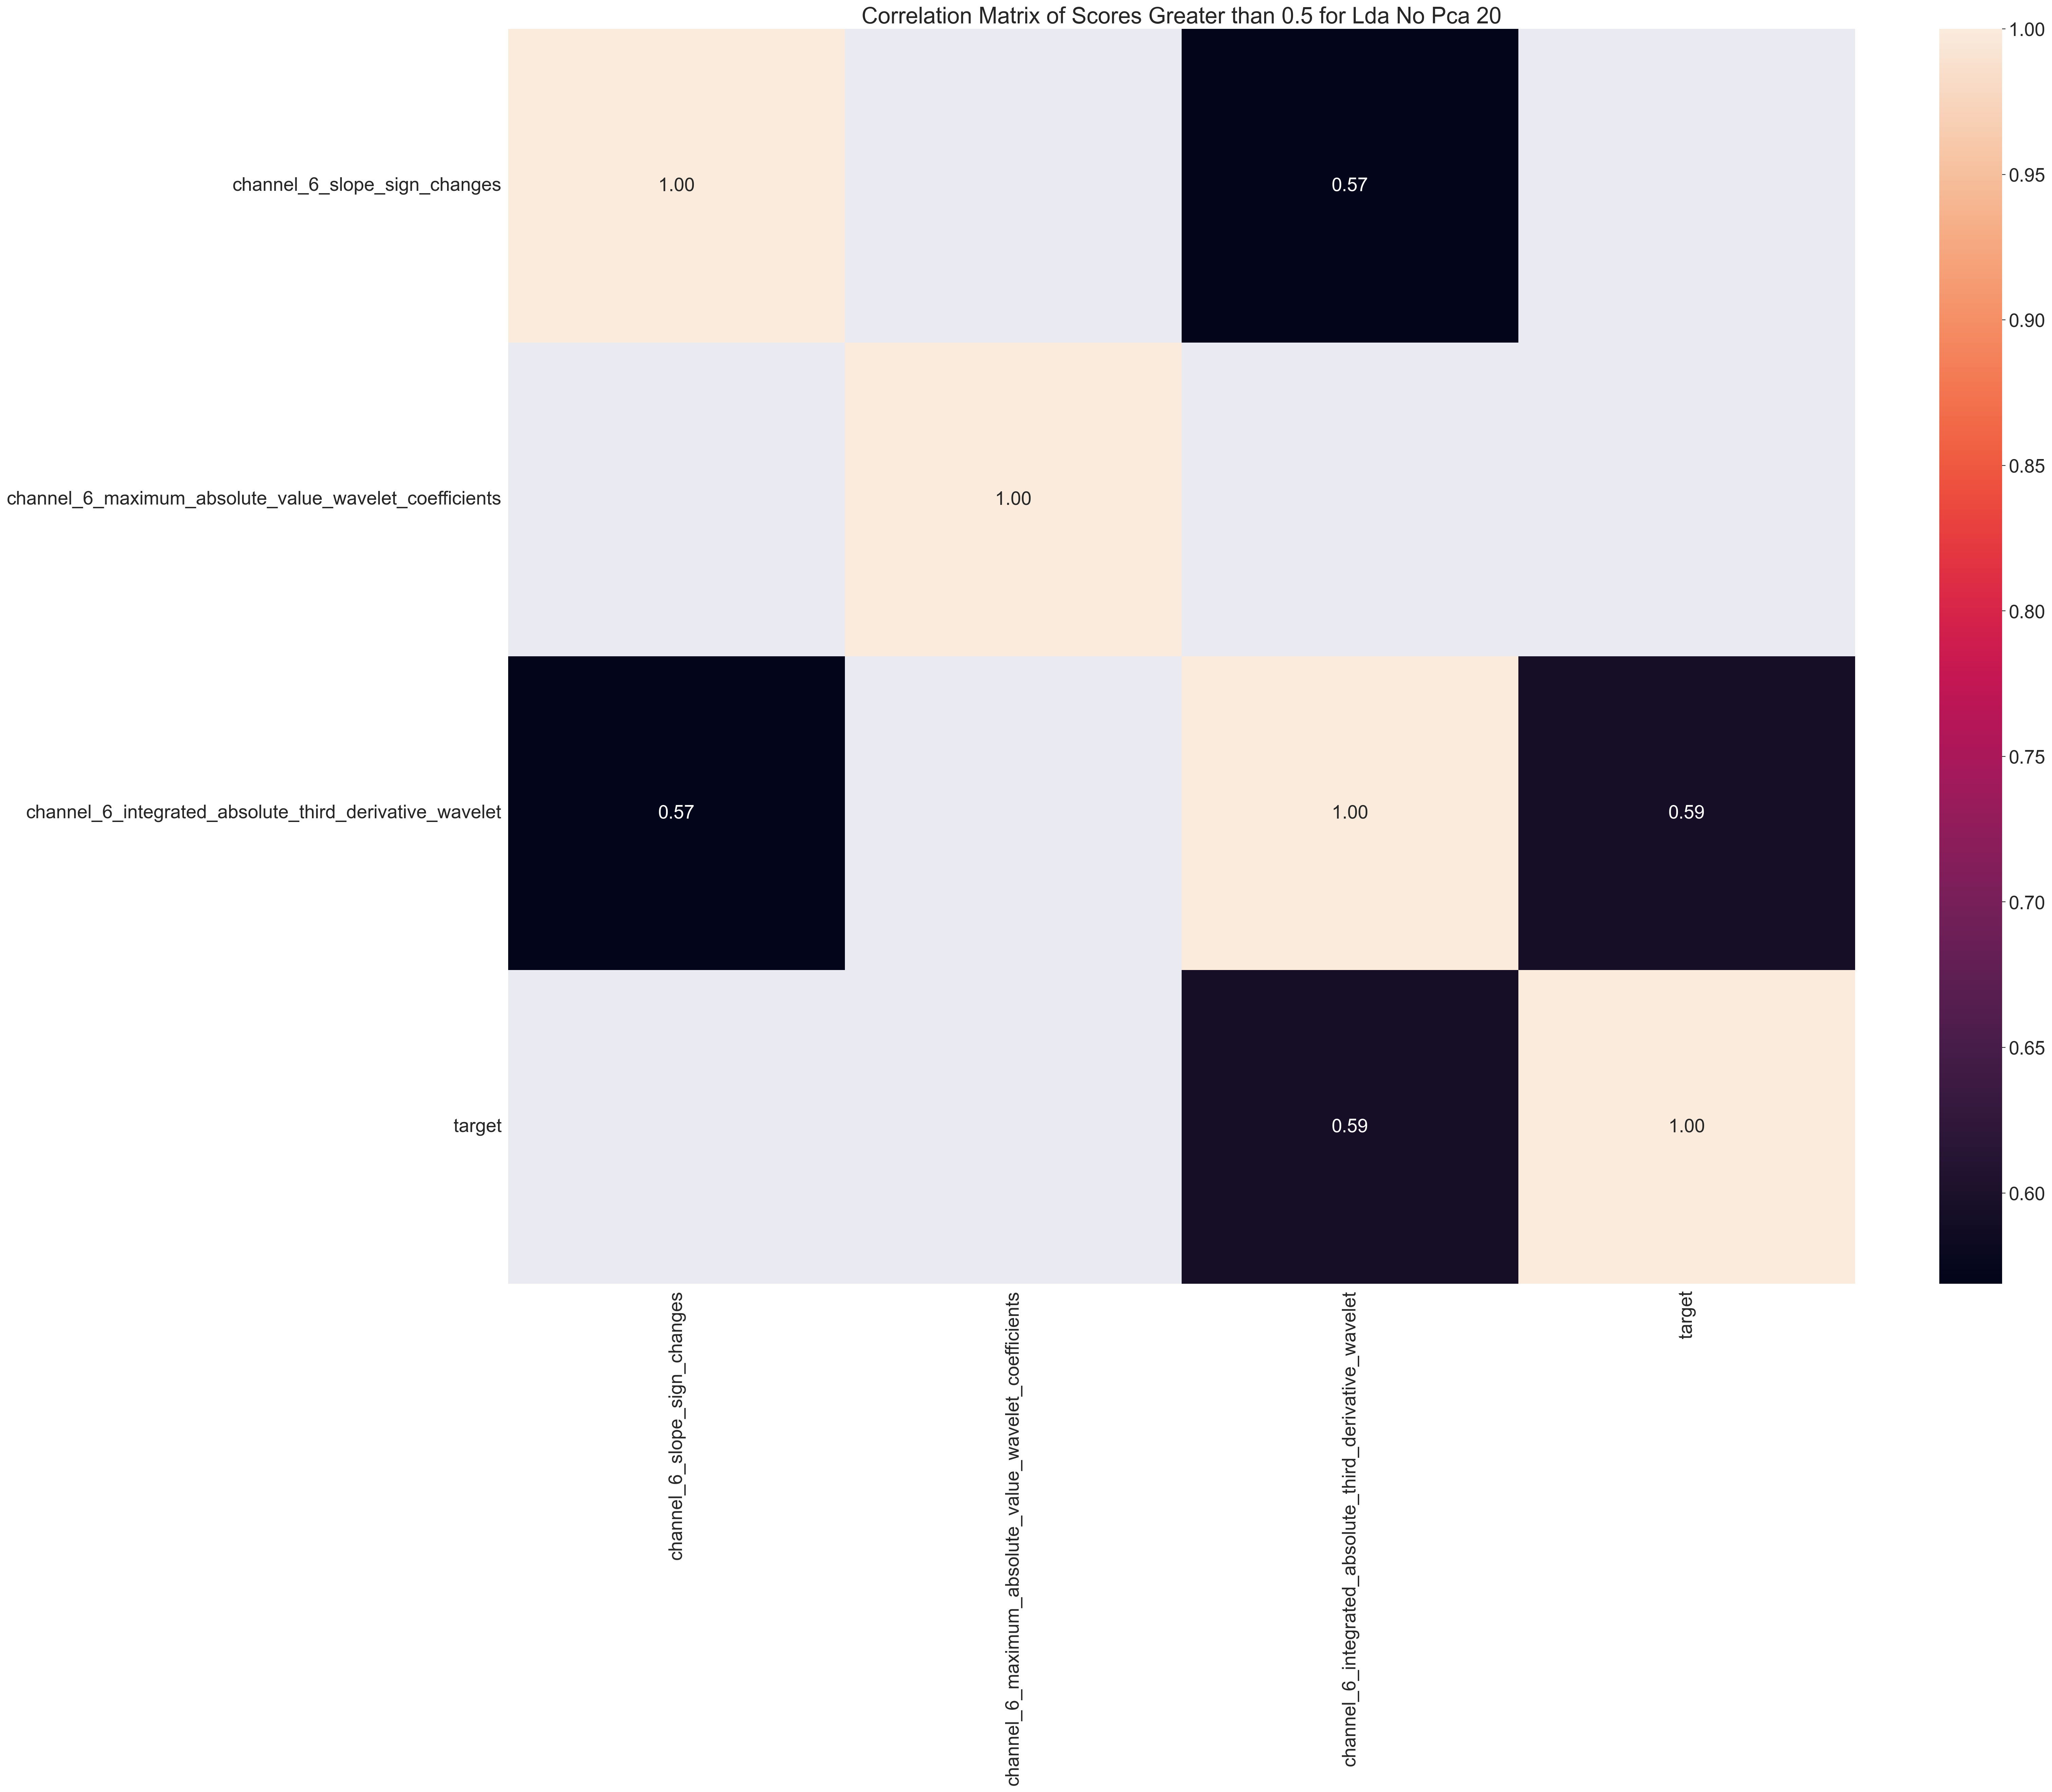 Correlation Matrix of Scores Greater than 0.5 for Lda No Pca 20
1.00
channel_6_slope_sign_changes
1.00
0.57
0.95
0.90
channel_6_maximum_absolute_value_wavelet_coefficients
1.00
0.85
0.80
0.75
channel_6_integrated_absolute_third_derivative_wavelet
0.57
1.00
0.59
0.70
0.65
target
0.59
1.00
0.60
channel_6_slope_sign_changes
channel_6_maximum_absolute_value_wavelet_coefficients
channel_6_integrated_absolute_third_derivative_wavelet
target